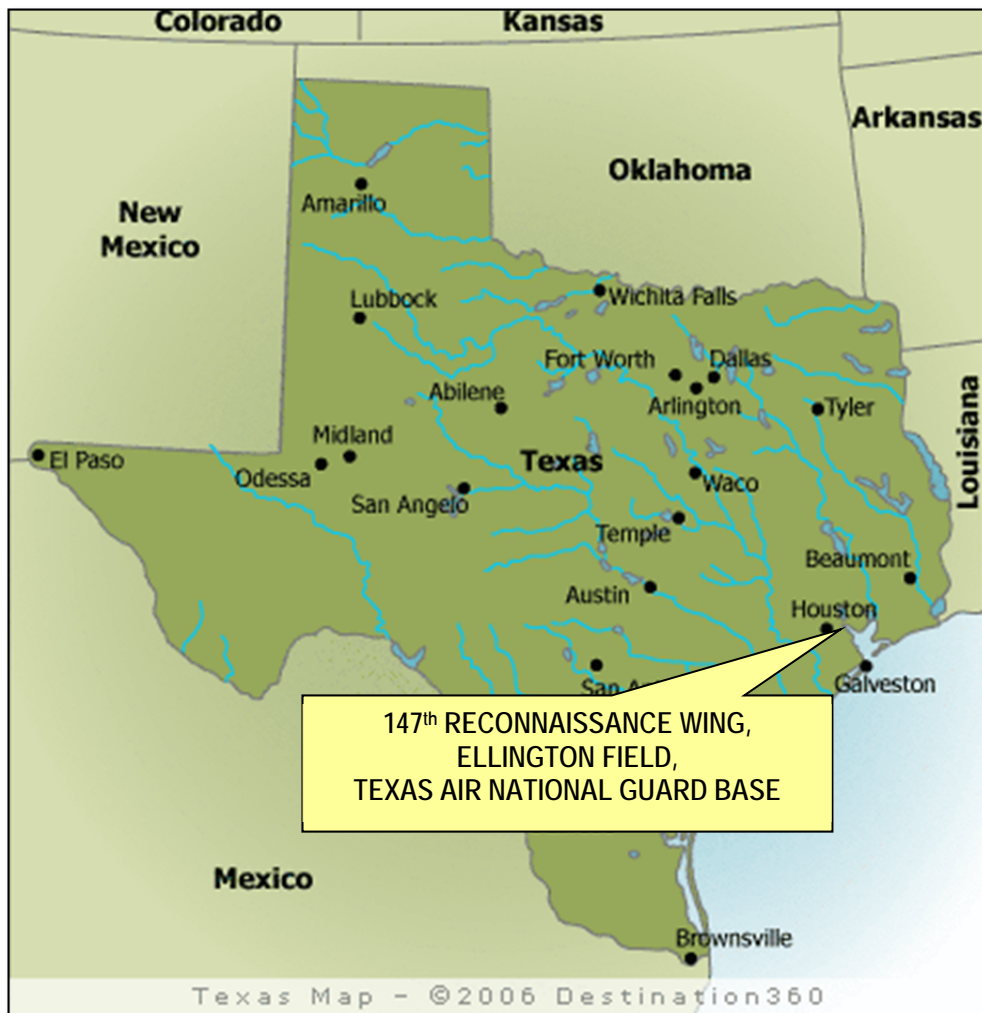 Colorado
Kansas
Arkansas
Oklahoma
New
Mexico
Amarillo
Lubbock
Wichita Falls
Fort Worth
Dallas
Abilene
Arlington
Tyler
Louisiana
El Paso
Midland
Odessa
Texas
San Angelo
Waco
Temple
Beaumont
Austin
Houston
San
Galveston
147th RECONNAISSANCE WING,
ELLINGTON FIELD,
TEXAS AIR NATIONAL GUARD BASE
Mexico
Brownsville
Texas Map - ©2006 Destination360